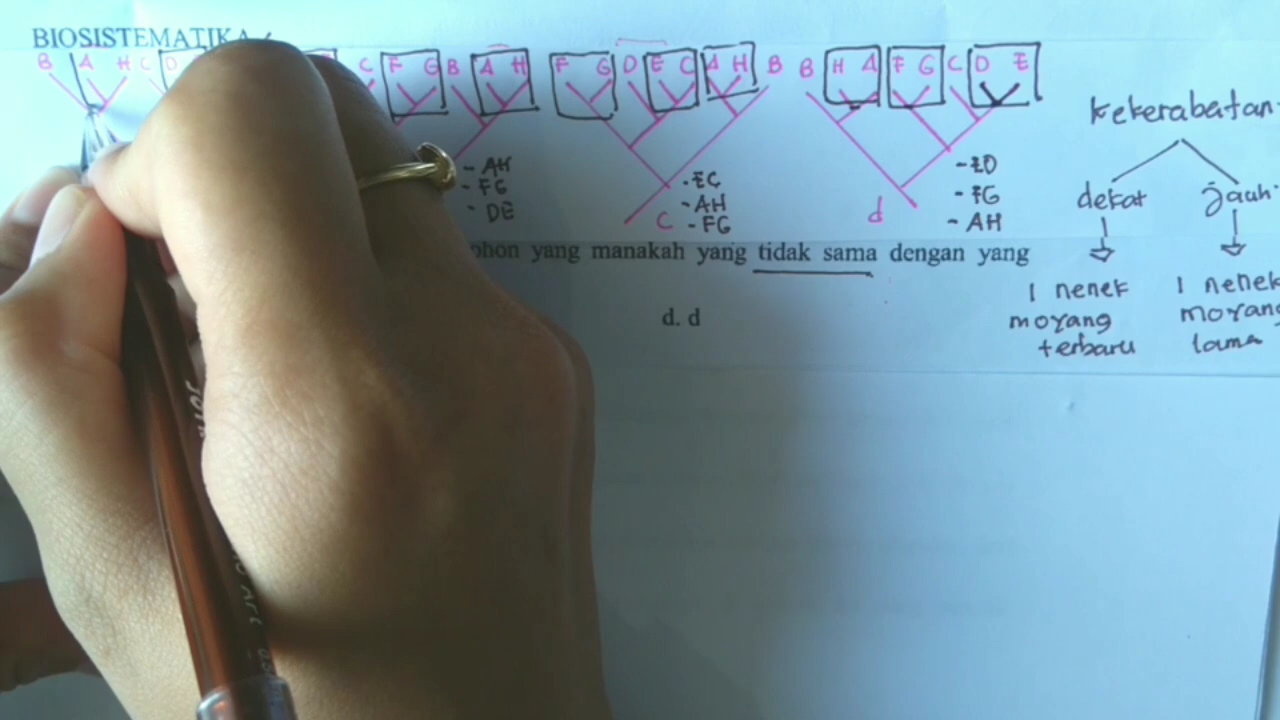 BIOSISTEMATIKA
B A H C D C F G B A H F G D E C A H B B H A F G C D E
kekerabatan
- AH
- FG
- DE
- EC
- AH
- FG
C
d
- ED
- FG
- AH
dekat jauh
yang manakah yang tidak sama dengan yang
d. d
1 nenek
moyang
terbaru
1 nenek
moyang
lama